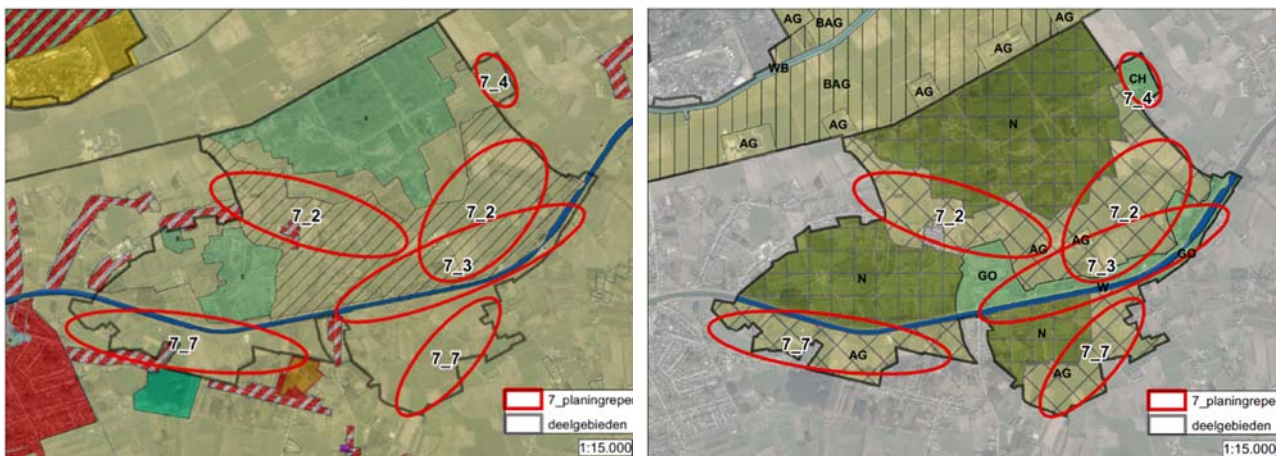 7_4
7_2
7_2
7_3
7_7
7_7
7_planingrepe
deelgebieden
1:15.000
AG
AG
BAG
AG
WB
BAG
AG
AG
CH
7_4
N
7_2
7_2
AG
AG
7_3
GO
GO
N
W
7_7
AG
N
7_7
AG
7_planingrepe
deelgebieden
1:15.000